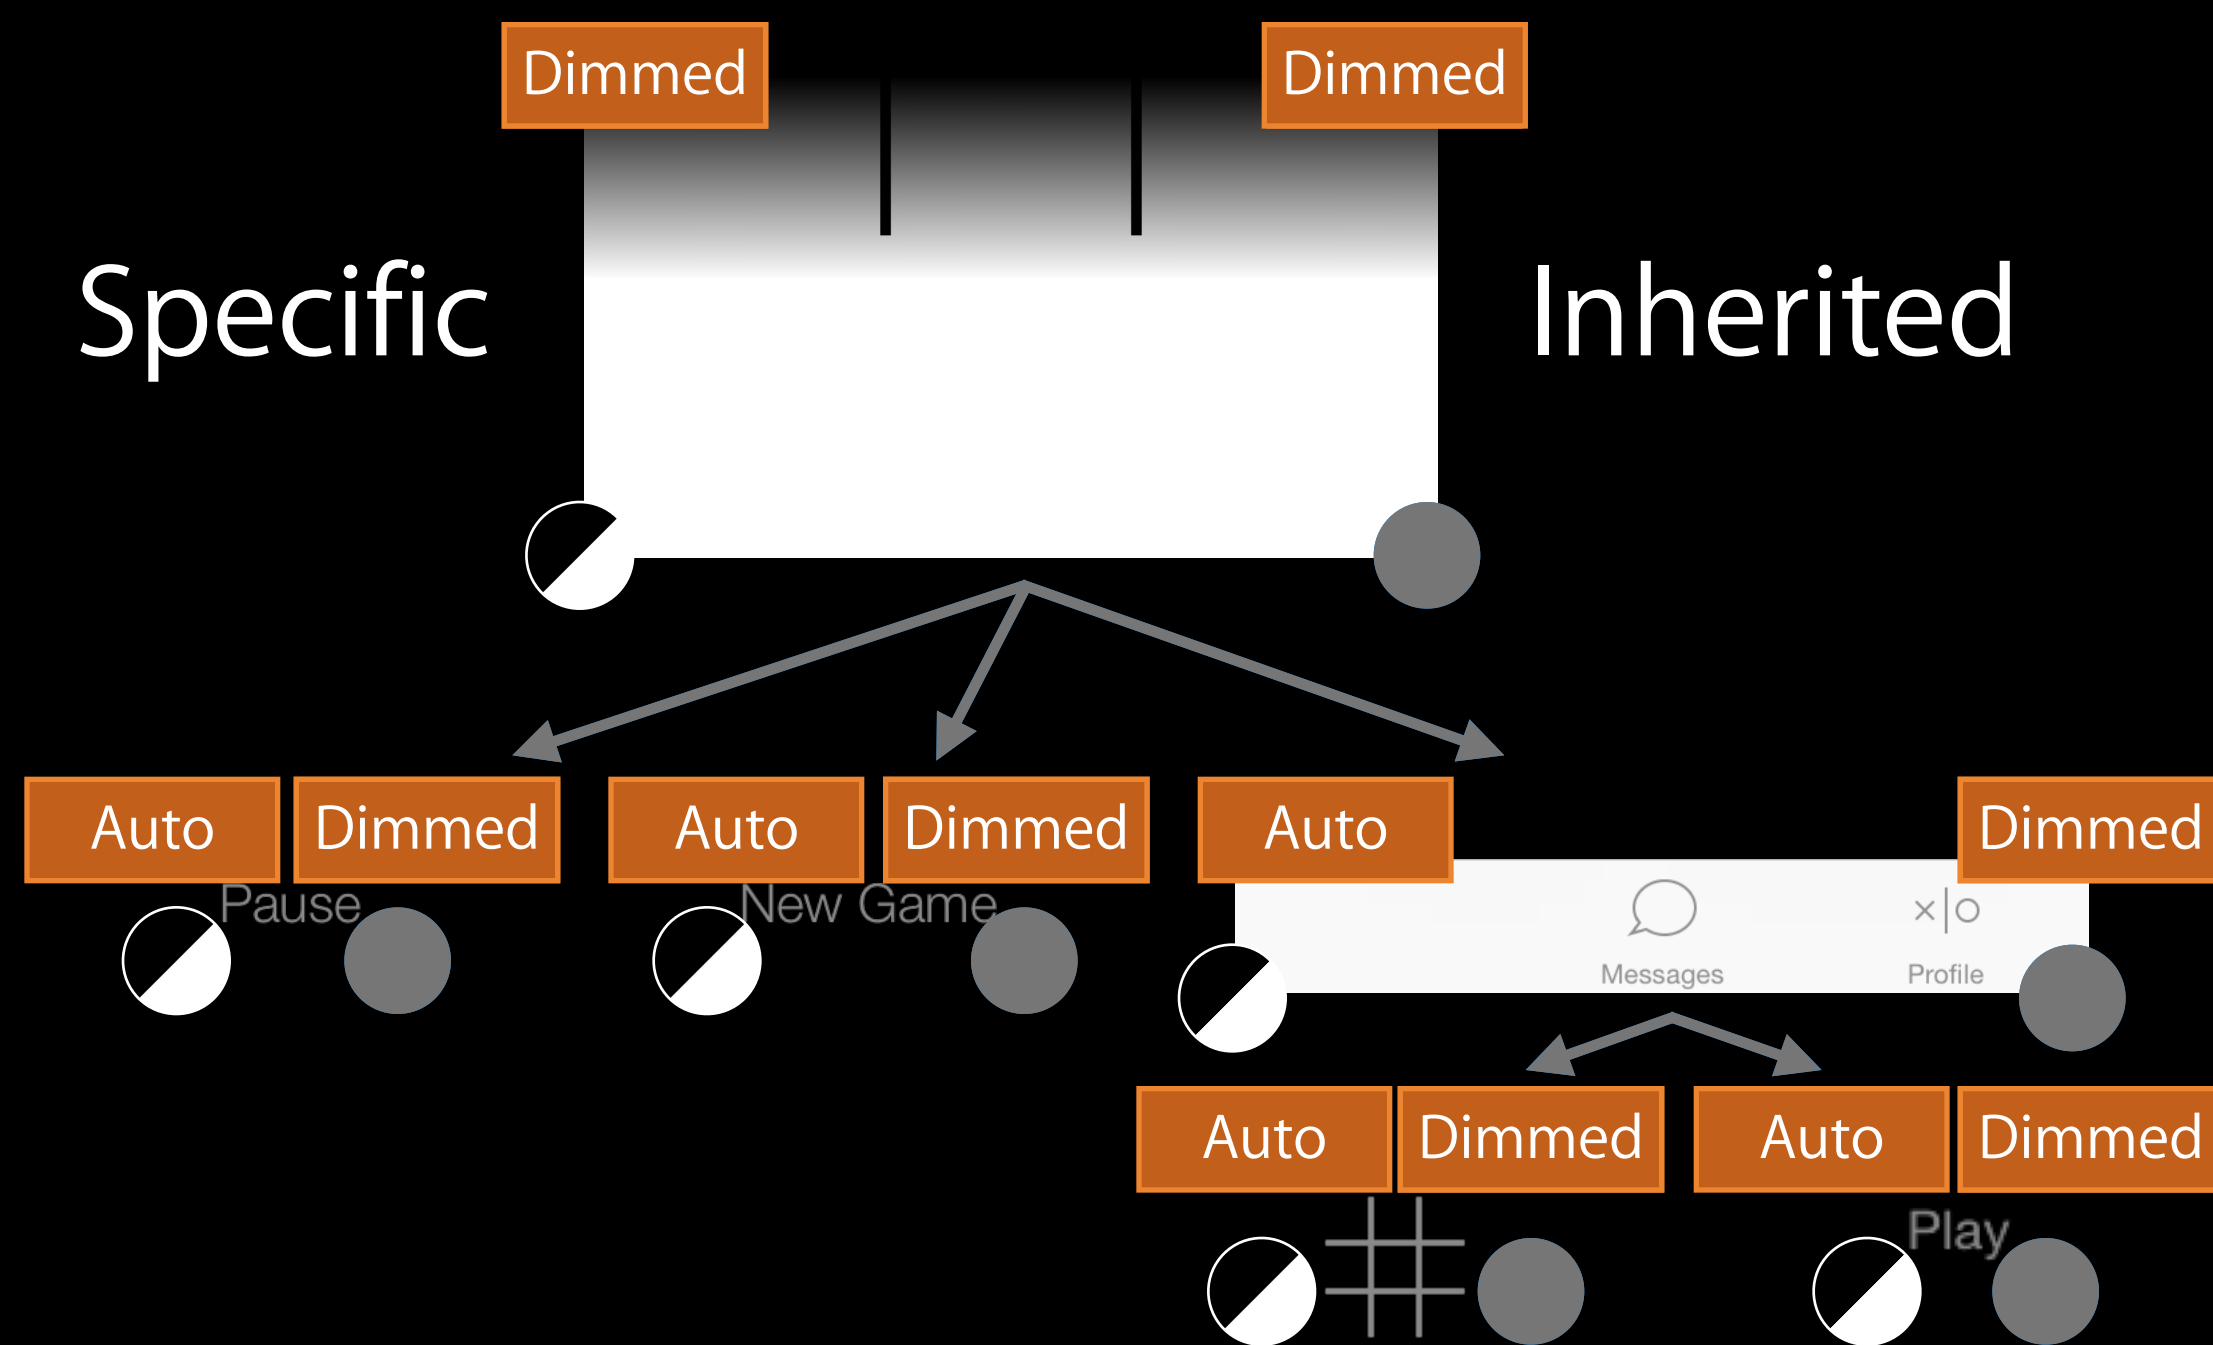 Dimmed
Dimmed
Specific
Inherited
Auto
Dimmed
Auto
Dimmed
Auto
Dimmed
Pause
New Game
Messages
Profile
Auto
Dimmed
Auto
Dimmed
Play